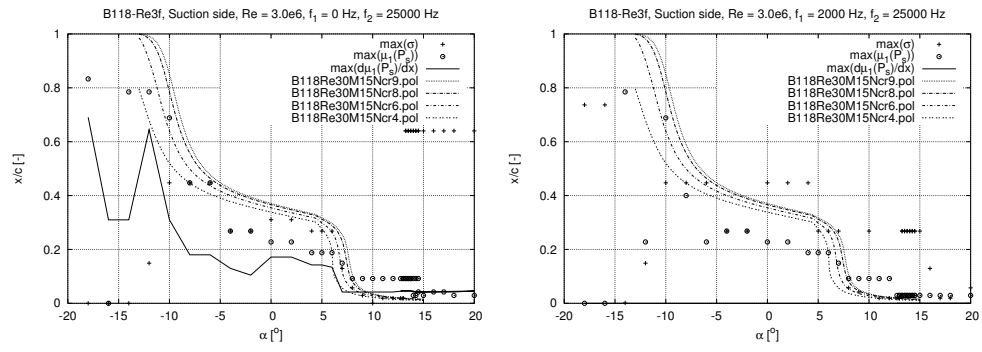 B118-Re3f, Suction side, Re = 3.0e6, f₁ = 0 Hz, f₂ = 25000 Hz
max(σ)
max(μ₁(Pₛ))
max(dμ₁(Pₛ)/dx)
B118Re30M15Ncr9.pol
B118Re30M15Ncr8.pol
B118Re30M15Ncr6.pol
B118Re30M15Ncr4.pol
1
0.8
0.6
0.4
0.2
0
x/c [-]
-20 -15 -10 -5 0 5 10 15 20
α [°]
B118-Re3f, Suction side, Re = 3.0e6, f₁ = 2000 Hz, f₂ = 25000 Hz
max(σ)
max(μ₁(Pₛ))
max(dμ₁(Pₛ)/dx)
B118Re30M15Ncr9.pol
B118Re30M15Ncr8.pol
B118Re30M15Ncr6.pol
B118Re30M15Ncr4.pol
1
0.8
0.6
0.4
0.2
0
x/c [-]
-20 -15 -10 -5 0 5 10 15 20
α [°]